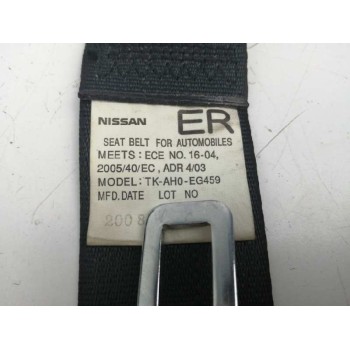 NISSAN ER
SEAT BELT FOR AUTOMOBILES
MEETS : ECE NO. 16-04,
2005/40/EC , ADR 4/03
MODEL: TK-AH0-EG459
MFD. DATE LOT NO